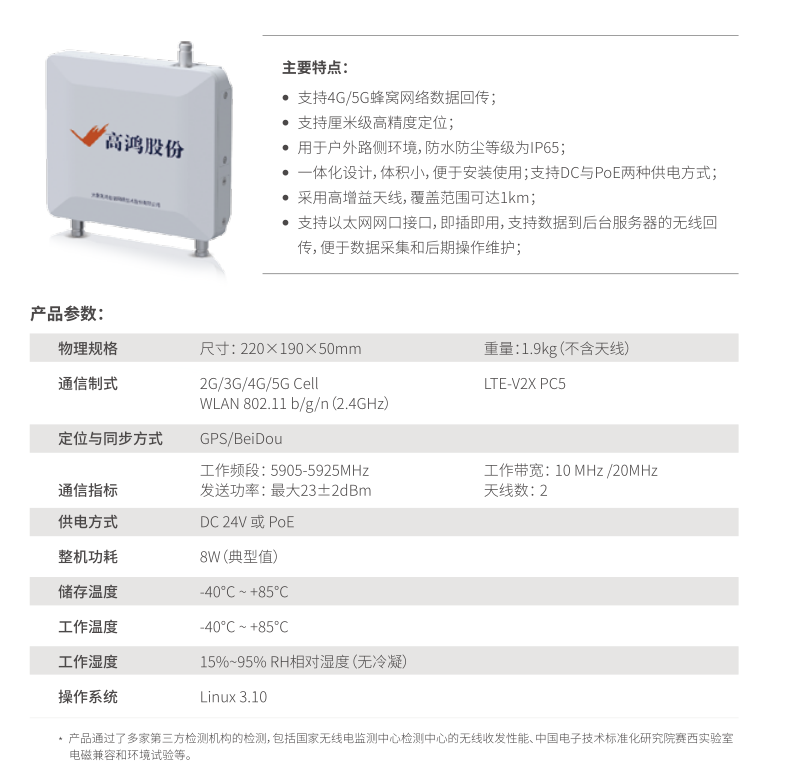 高鸿股份
主要特点：
• 支持4G/5G蜂窝网络数据回传；
• 支持厘米级高精度定位；
• 用于户外路侧环境，防水防尘等级为IP65；
• 一体化设计，体积小，便于安装使用；支持DC与PoE两种供电方式；
• 采用高增益天线，覆盖范围可达1km；
• 支持以太网网口接口，即插即用，支持数据到后台服务器的无线回
传，便于数据采集和后期操作维护；
产品参数：
物理规格 尺寸：220×190×50mm 重量：1.9kg（不含天线）
通信制式 2G/3G/4G/5G Cell LTE-V2X PC5
WLAN 802.11 b/g/n（2.4GHz）
定位与同步方式 GPS/BeiDou
工作频段：5905-5925MHz 工作带宽：10 MHz /20MHz
通信指标 发送功率：最大23±2dBm 天线数：2
供电方式 DC 24V 或 PoE
整机功耗 8W（典型值）
储存温度 -40°C ~ +85°C
工作温度 -40°C ~ +85°C
工作湿度 15%~95% RH相对湿度（无冷凝）
操作系统 Linux 3.10
* 产品通过了多家第三方检测机构的检测，包括国家无线电监测中心检测中心的无线收发性能、中国电子技术标准化研究院赛西实验室
电磁兼容和环境试验等。